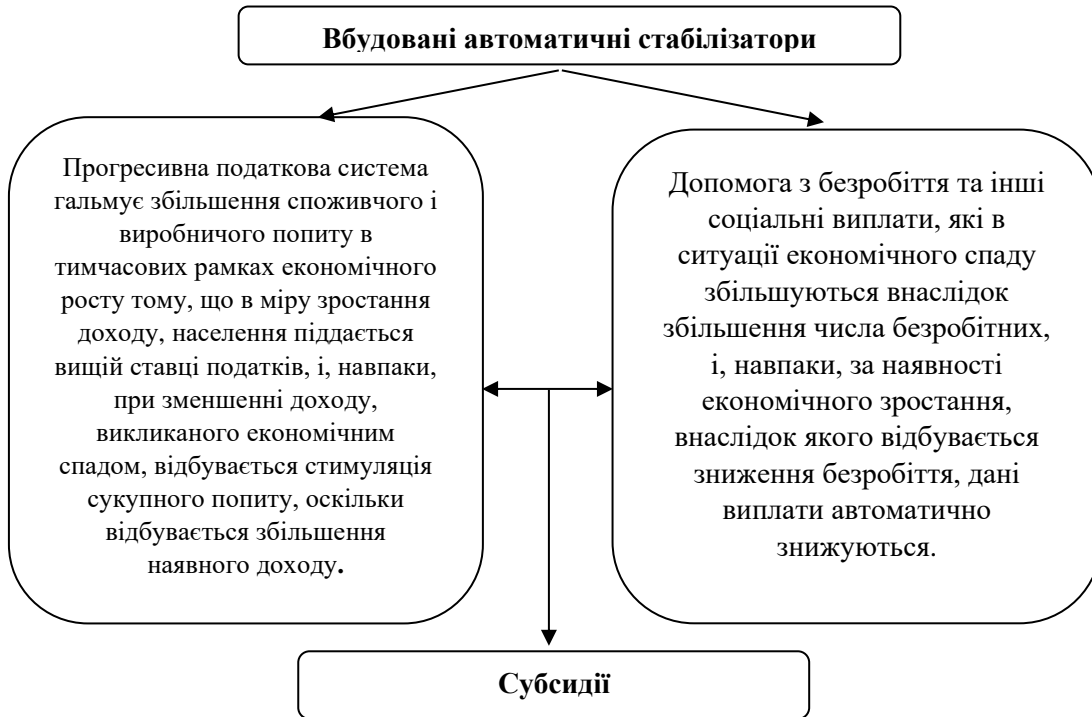 Вбудовані автоматичні стабілізатори
Прогресивна податкова система
гальмує збільшення споживчого і
виробничого попиту в
тимчасових рамках економічного
росту тому, що в міру зростання
доходу, населення піддається
вищій ставці податків, і, навпаки,
при зменшенні доходу,
викликаного економічним
спадом, відбувається стимуляція
сукупного попиту, оскільки
відбувається збільшення
наявного доходу.
Допомога з безробіття та інші
соціальні виплати, які в
ситуації економічного спаду
збільшуються внаслідок
збільшення числа безробітних,
і, навпаки, за наявності
економічного зростання,
внаслідок якого відбувається
зниження безробіття, дані
виплати автоматично
знижуються.
Субсидії